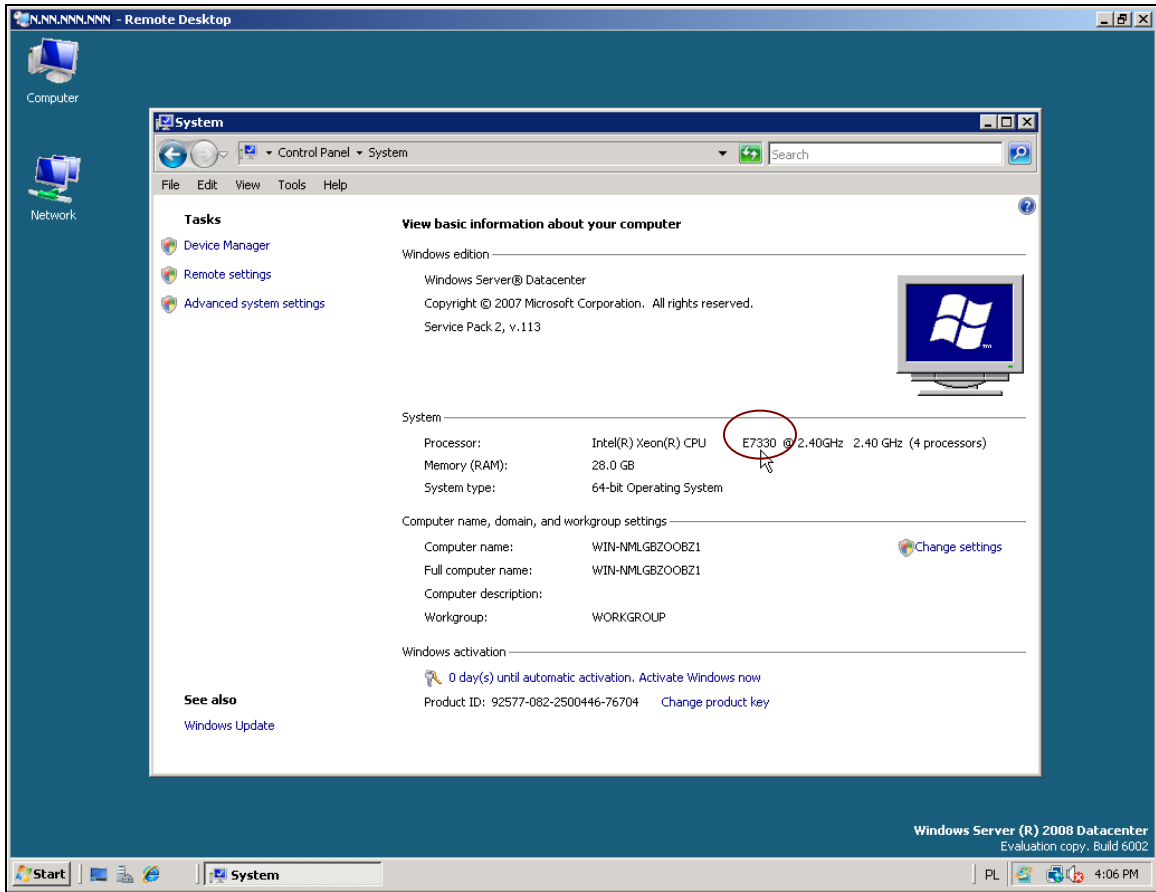 N.NN.NNN.NNN - Remote Desktop
Computer
Network
System
Control Panel System
Search
File Edit View Tools Help
Tasks
Device Manager
Remote settings
Advanced system settings
See also
Windows Update
View basic information about your computer
Windows edition
Windows Server® Datacenter
Copyright © 2007 Microsoft Corporation. All rights reserved.
Service Pack 2, v.113
System
Processor: Intel(R) Xeon(R) CPU E7330 @ 2.40GHz 2.40 GHz (4 processors)
Memory (RAM): 28.0 GB
System type: 64-bit Operating System
Computer name, domain, and workgroup settings
Computer name: WIN-NMLGBZOOBZ1 Change settings
Full computer name: WIN-NMLGBZOOBZ1
Computer description:
Workgroup: WORKGROUP
Windows activation
0 day(s) until automatic activation. Activate Windows now
Product ID: 92577-082-2500446-76704 Change product key
Windows Server (R) 2008 Datacenter
Evaluation copy. Build 6002
Start System PL 4:06 PM